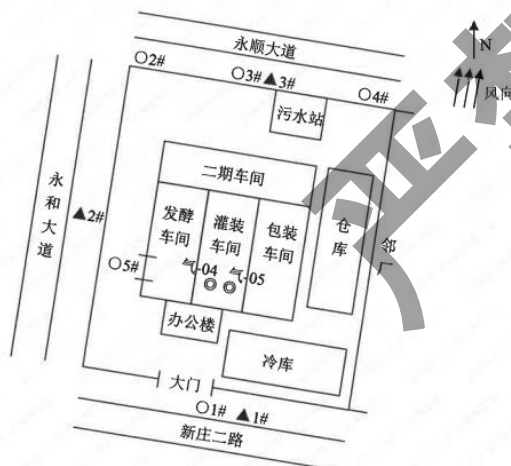 永顺大道
○2#
○3#▲3#
○4#
N
风向
污水站
二期车间
永和大道
▲2#
发酵车间
灌装车间
包装车间
仓库
邻厂
○5#
气-04
气-05
办公楼
冷库
大门
○1# ▲1#
新庄二路